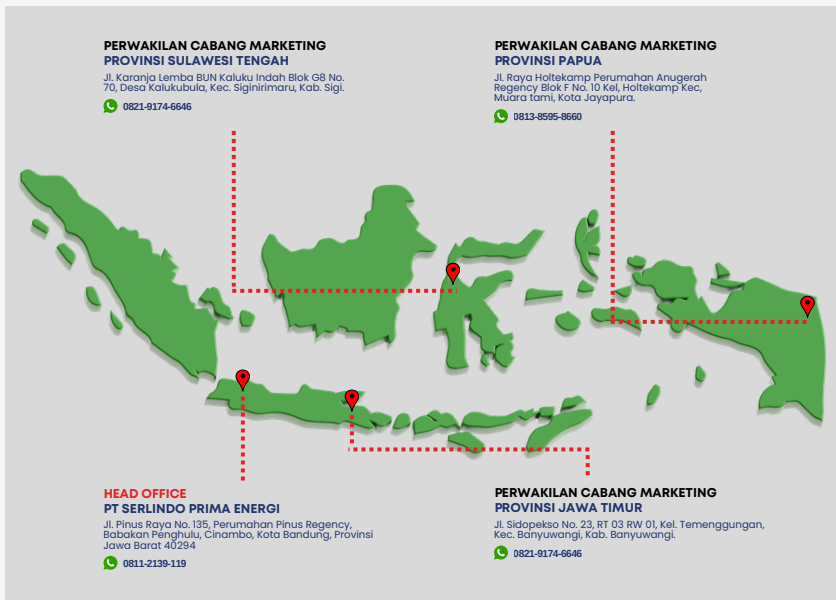 PERWAKILAN CABANG MARKETING
PROVINSI SULAWESI TENGAH
Jl. Karanja Lemba BUN Kaluku Indah Blok G8 No.
70, Desa Kalukubula, Kec. Siginirimaru, Kab. Sigi.
0821-9174-6646
PERWAKILAN CABANG MARKETING
PROVINSI PAPUA
Jl. Raya Holtekamp Perumahan Anugerah
Regency Blok F No. 10 Kel, Holtekamp Kec,
Muara tami, Kota Jayapura.
0813-8595-8660
HEAD OFFICE
PT SERLINDO PRIMA ENERGI
Jl. Pinus Raya No. 135, Perumahan Pinus Regency,
Babakan Penghulu, Cinambo, Kota Bandung, Provinsi
Jawa Barat 40294
0811-2139-119
PERWAKILAN CABANG MARKETING
PROVINSI JAWA TIMUR
Jl. Sidopekso No. 23, RT 03 RW 01, Kel. Temenggungan,
Kec. Banyuwangi, Kab. Banyuwangi.
0821-9174-6646